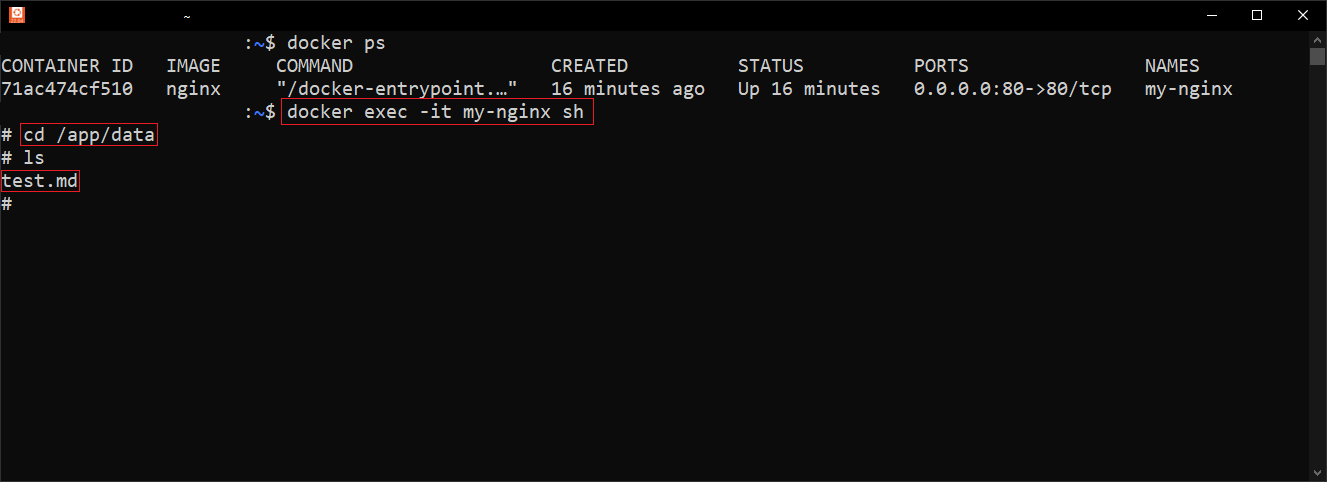 ~
:~$ docker ps
CONTAINER ID   IMAGE     COMMAND                  CREATED          STATUS          PORTS                NAMES
71ac474cf510   nginx     "/docker-entrypoint.…"   16 minutes ago   Up 16 minutes   0.0.0.0:80->80/tcp   my-nginx
:~$ docker exec -it my-nginx sh
# cd /app/data
# ls
test.md
#